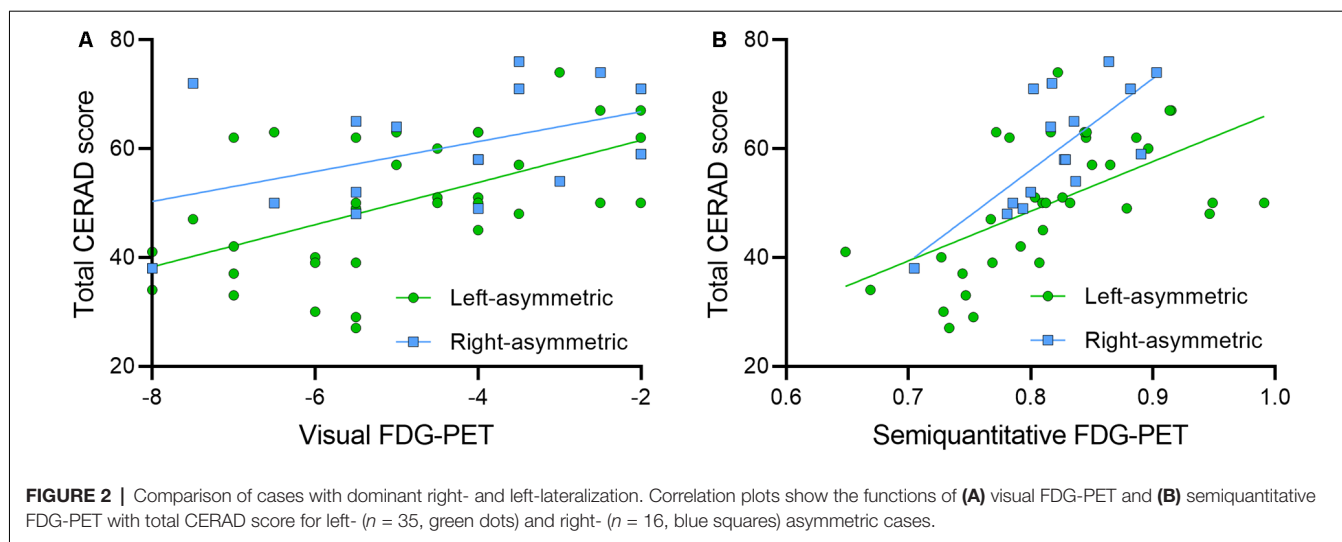 A
B
80
60
40
20
Total CERAD score
-8
-6
-4
-2
Visual FDG-PET
Left-asymmetric
Right-asymmetric
80
60
40
20
Total CERAD score
0.6
0.7
0.8
0.9
1.0
Semiquantitative FDG-PET
Left-asymmetric
Right-asymmetric
FIGURE 2 | Comparison of cases with dominant right- and left-lateralization. Correlation plots show the functions of (A) visual FDG-PET and (B) semiquantitative
FDG-PET with total CERAD score for left- (n = 35, green dots) and right- (n = 16, blue squares) asymmetric cases.